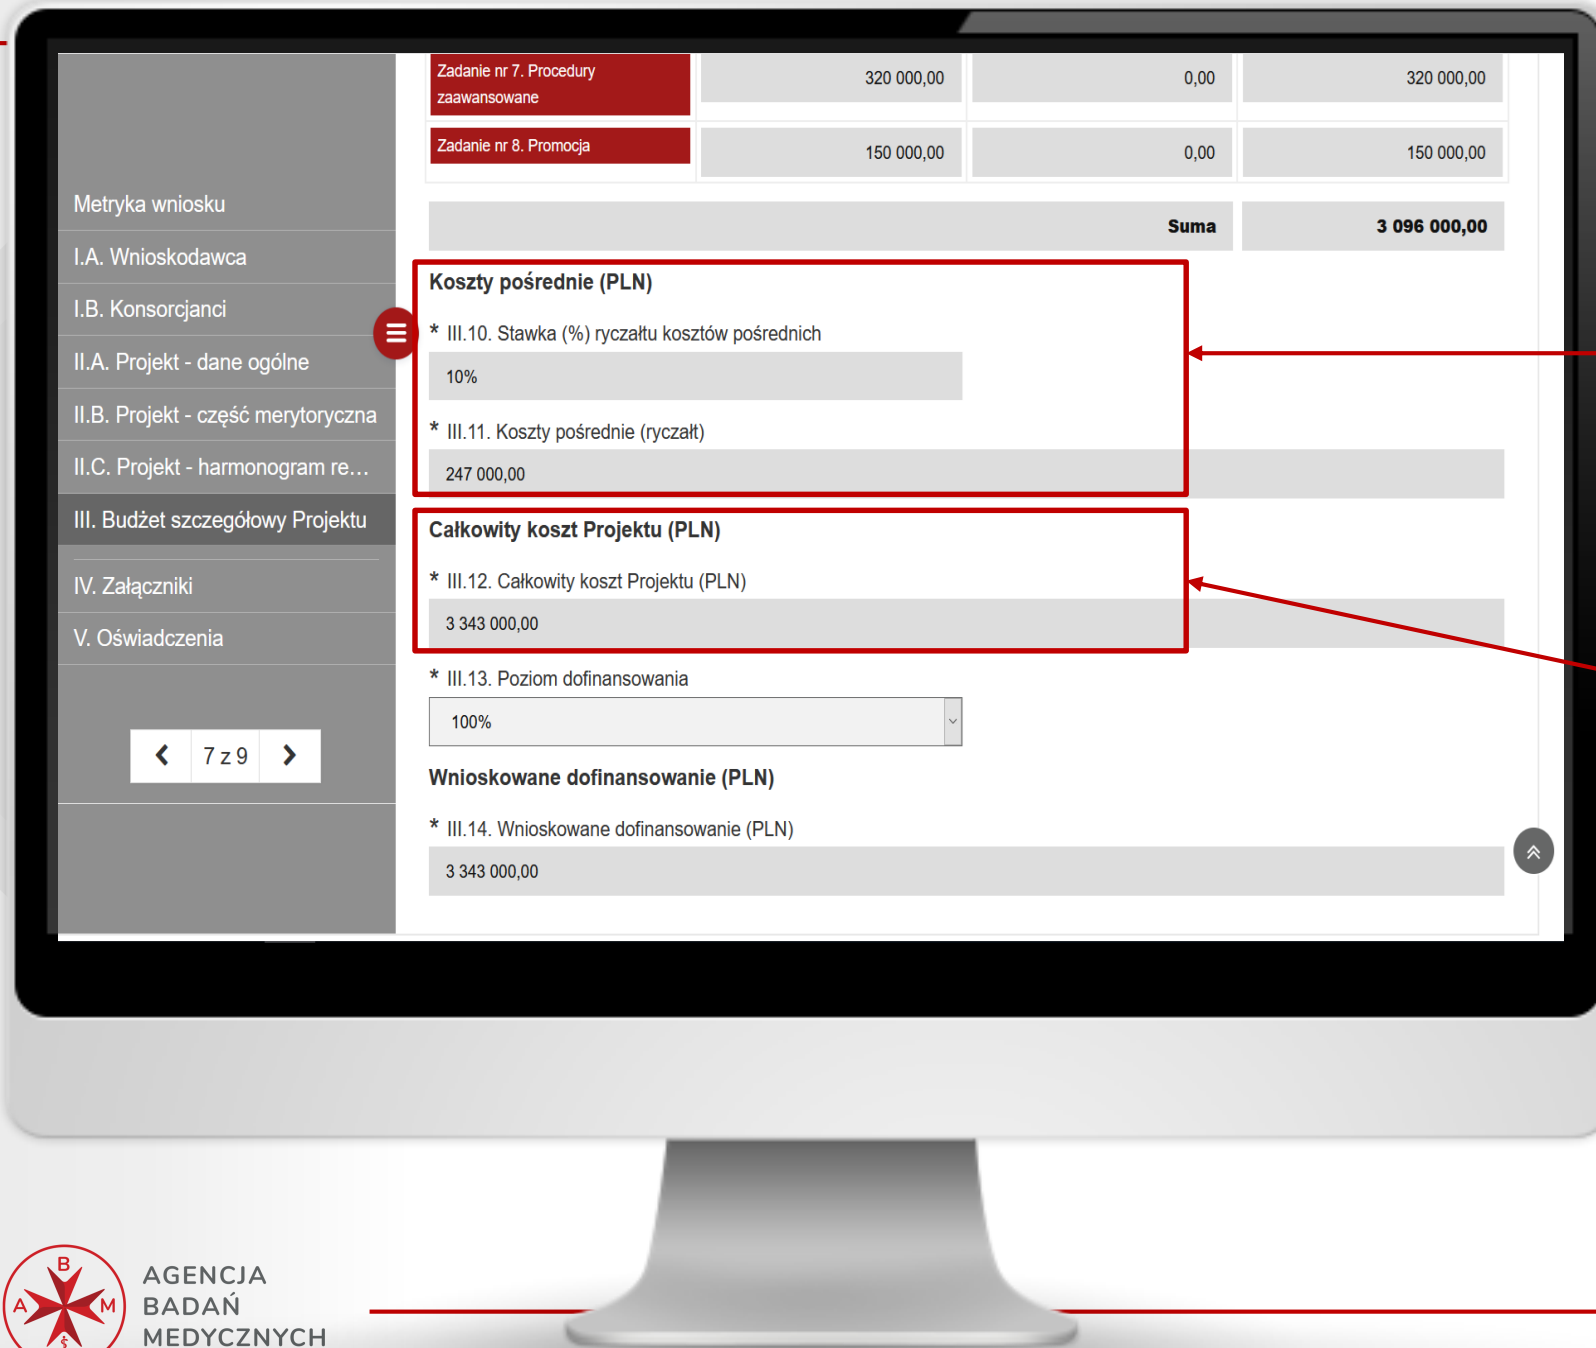 Zadanie nr 7. Procedury
zaawansowane
320 000,00
0,00
320 000,00
Zadanie nr 8. Promocja
150 000,00
0,00
150 000,00
Suma
3 096 000,00
Metryka wniosku
I.A. Wnioskodawca
I.B. Konsorcjanci
II.A. Projekt - dane ogólne
II.B. Projekt - część merytoryczna
II.C. Projekt - harmonogram re...
III. Budżet szczegółowy Projektu
IV. Załączniki
V. Oświadczenia
7 z 9
Koszty pośrednie (PLN)
* III.10. Stawka (%) ryczałtu kosztów pośrednich
10%
* III.11. Koszty pośrednie (ryczałt)
247 000,00
Całkowity koszt Projektu (PLN)
* III.12. Całkowity koszt Projektu (PLN)
3 343 000,00
* III.13. Poziom dofinansowania
100%
Wnioskowane dofinansowanie (PLN)
* III.14. Wnioskowane dofinansowanie (PLN)
3 343 000,00
B
A M
AGENCJA
BADAŃ
MEDYCZNYCH